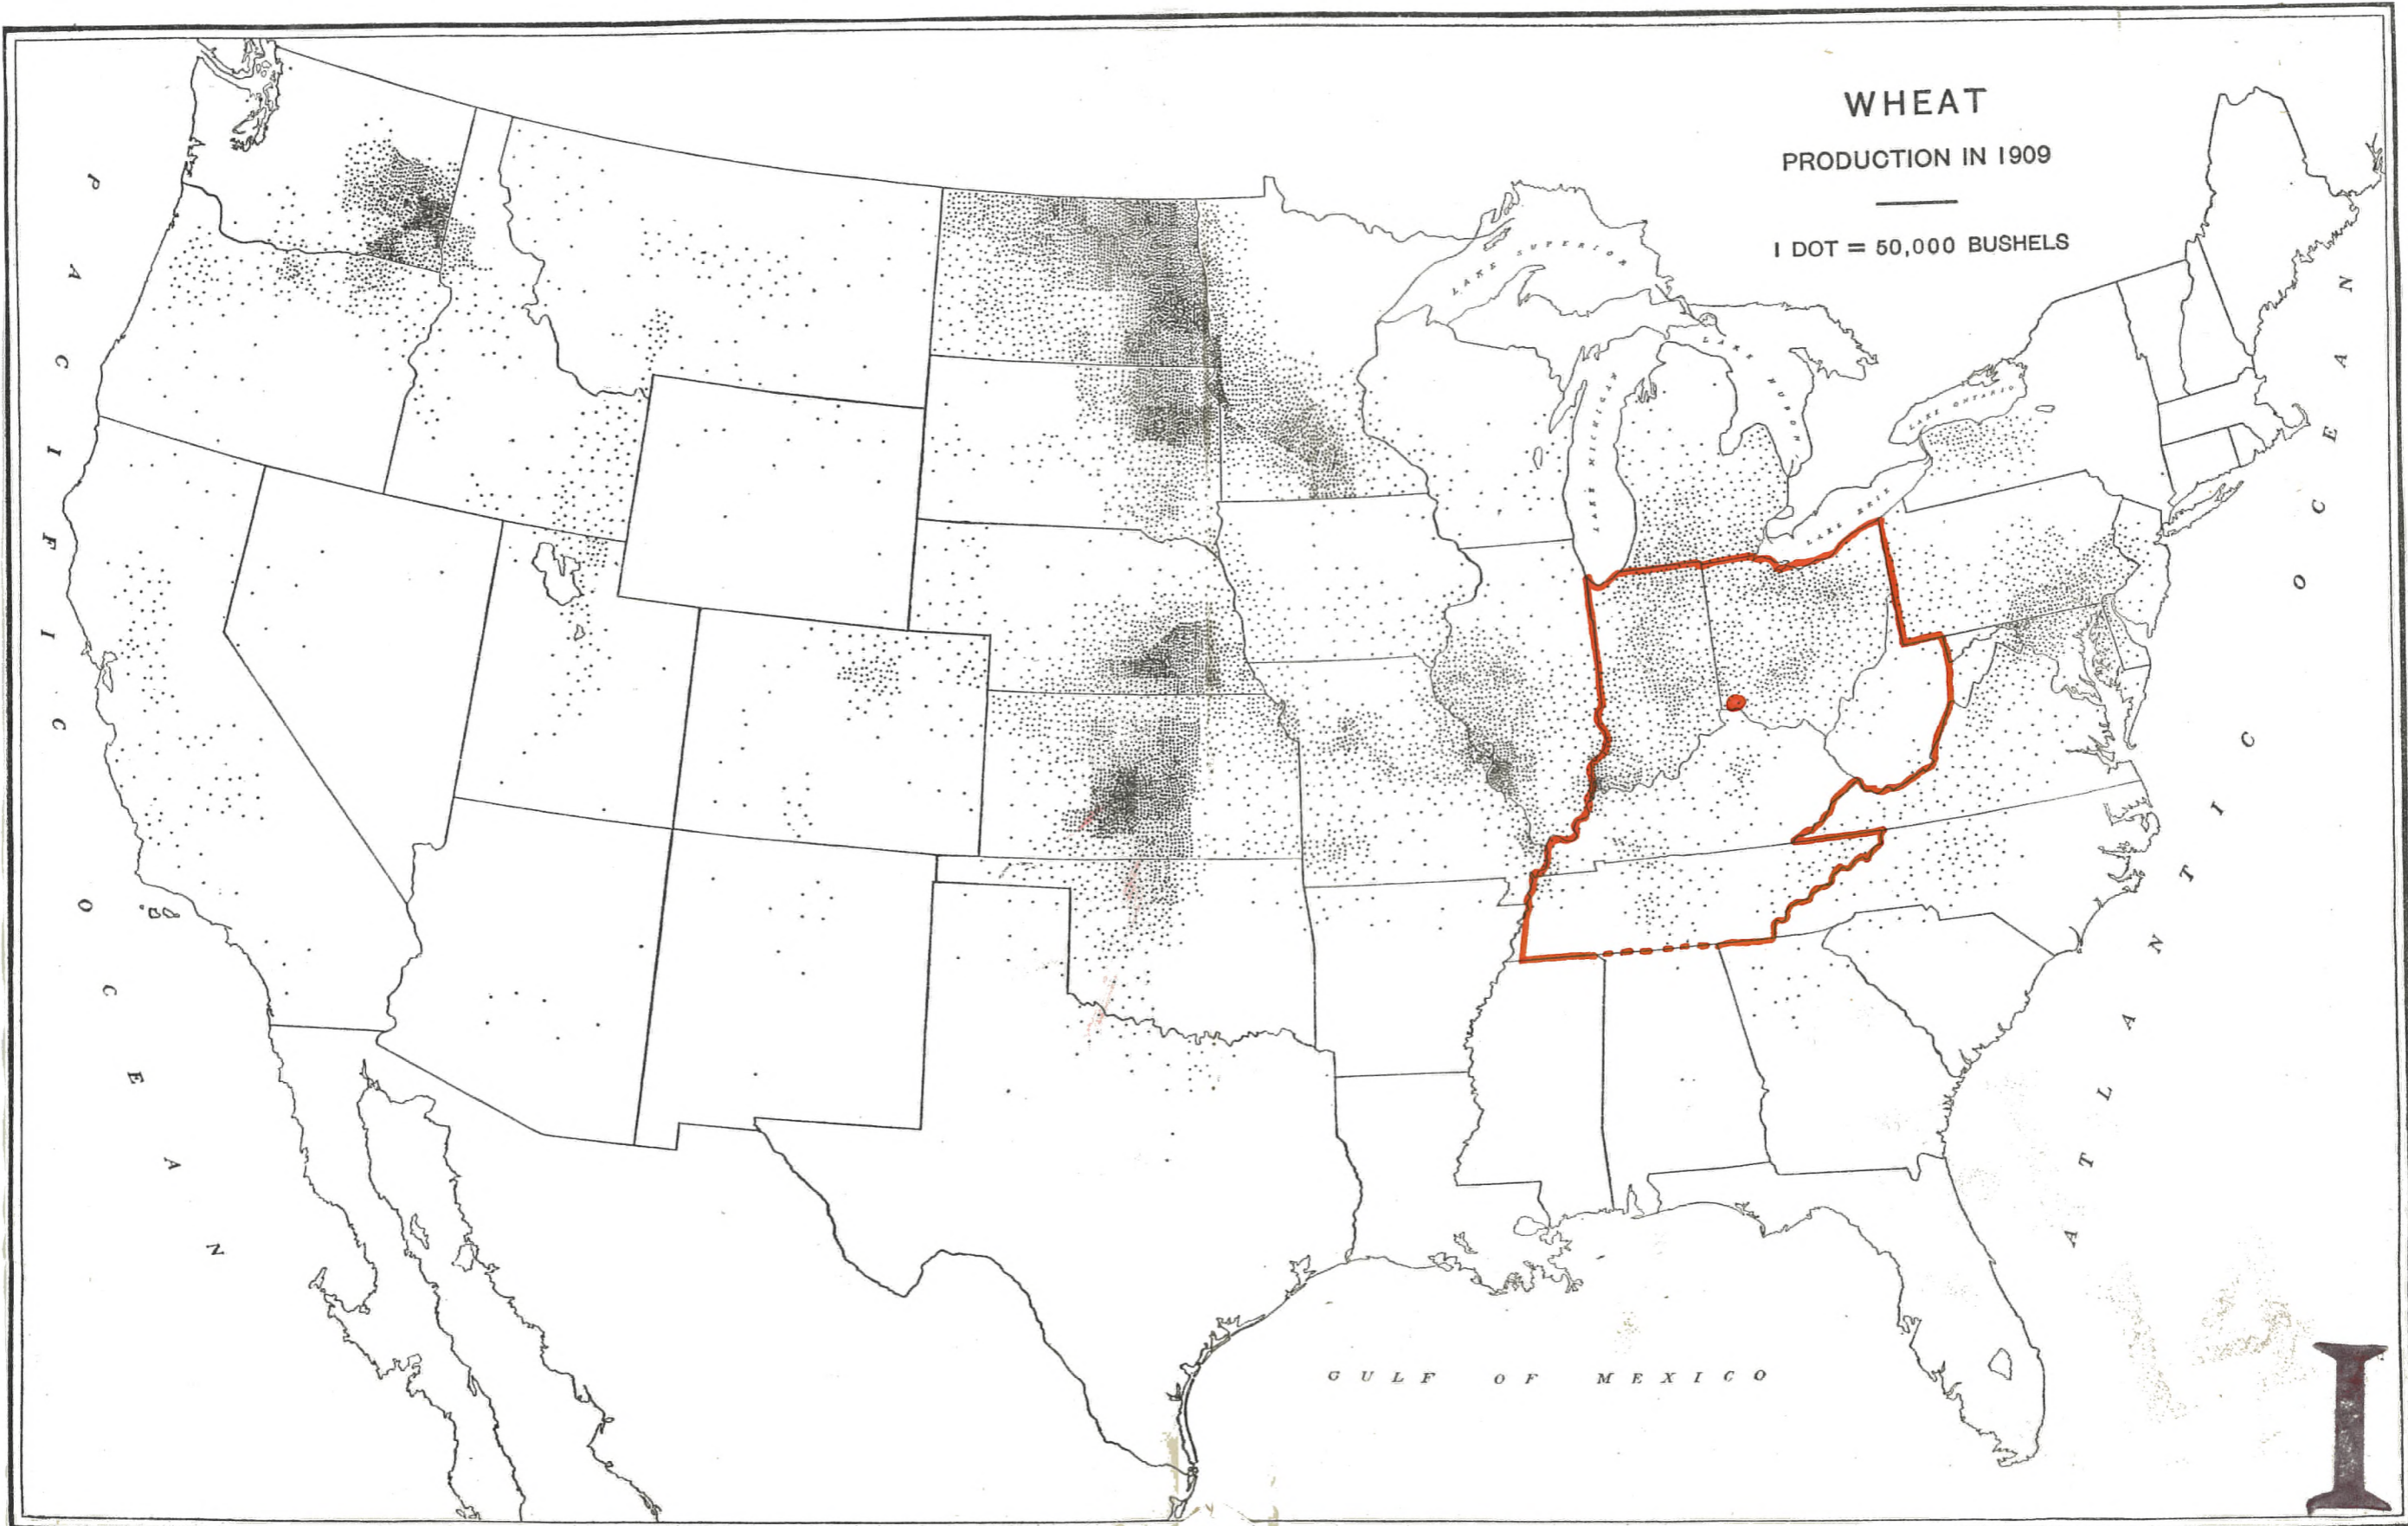 WHEAT
PRODUCTION IN 1909
1 DOT = 50,000 BUSHELS
LAKE SUPERIOR
LAKE MICHIGAN
LAKE HURON
LAKE ONTARIO
LAKE ERIE
PACIFIC OCEAN
ATLANTIC OCEAN
GULF OF MEXICO
I